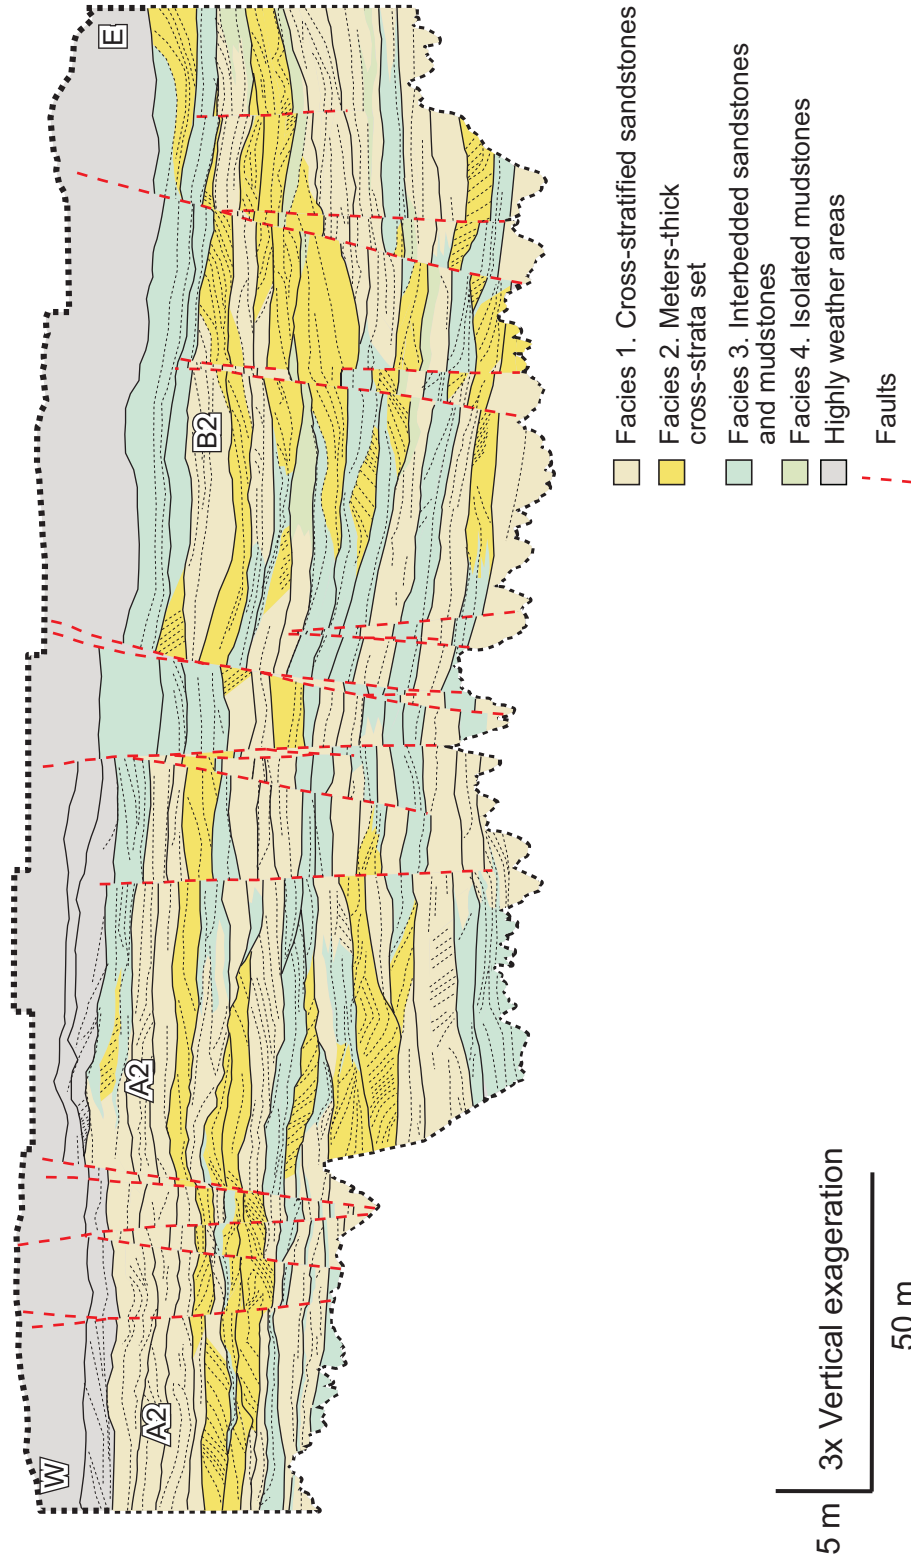 W
E
A2
A2
B2
5 m
3x Vertical exageration
50 m
Facies 1. Cross-stratified sandstones
Facies 2. Meters-thick
cross-strata set
Facies 3. Interbedded sandstones
and mudstones
Facies 4. Isolated mudstones
Highly weather areas
Faults